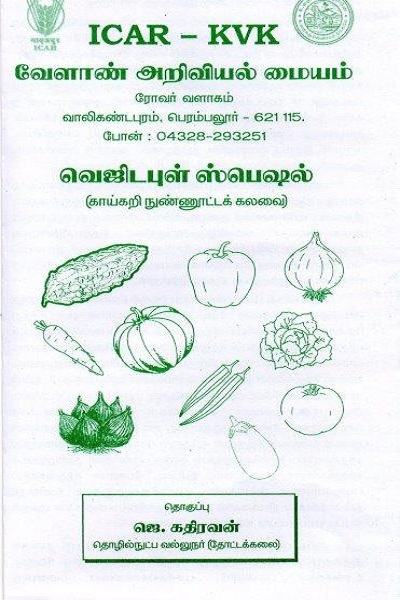 ICAR
ICAR – KVK
வேளாண் அறிவியல் மையம்
ரோவர் வளாகம்
வாலிகண்டபுரம், பெரம்பலூர் – 621 115.
போன் : 04328-293251
வெஜிடபுள் ஸ்பெஷல்
(காய்கறி நுண்ணூட்டக் கலவை)
தொகுப்பு
ஜெ. கதிரவன்
தொழில்நுட்ப வல்லுநர் (தோட்டக்கலை)